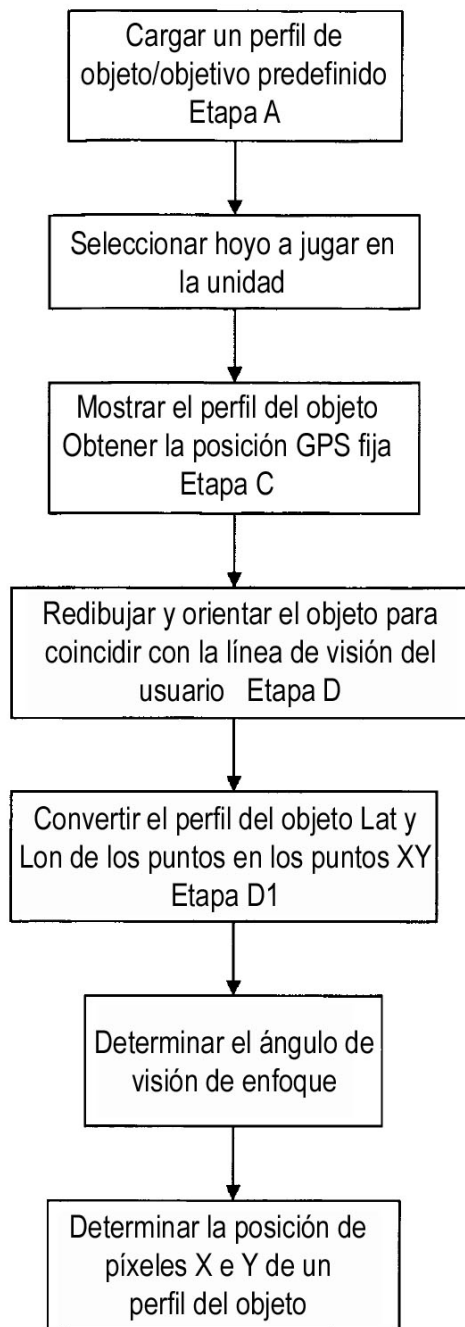 Cargar un perfil de
objeto/objetivo predefinido
Etapa A
Seleccionar hoyo a jugar en
la unidad
Mostrar el perfil del objeto
Obtener la posición GPS fija
Etapa C
Redibujar y orientar el objeto para
coincidir con la línea de visión del
usuario Etapa D
Convertir el perfil del objeto Lat y
Lon de los puntos en los puntos XY
Etapa D1
Determinar el ángulo de
visión de enfoque
Determinar la posición de
píxeles X e Y de un
perfil del objeto